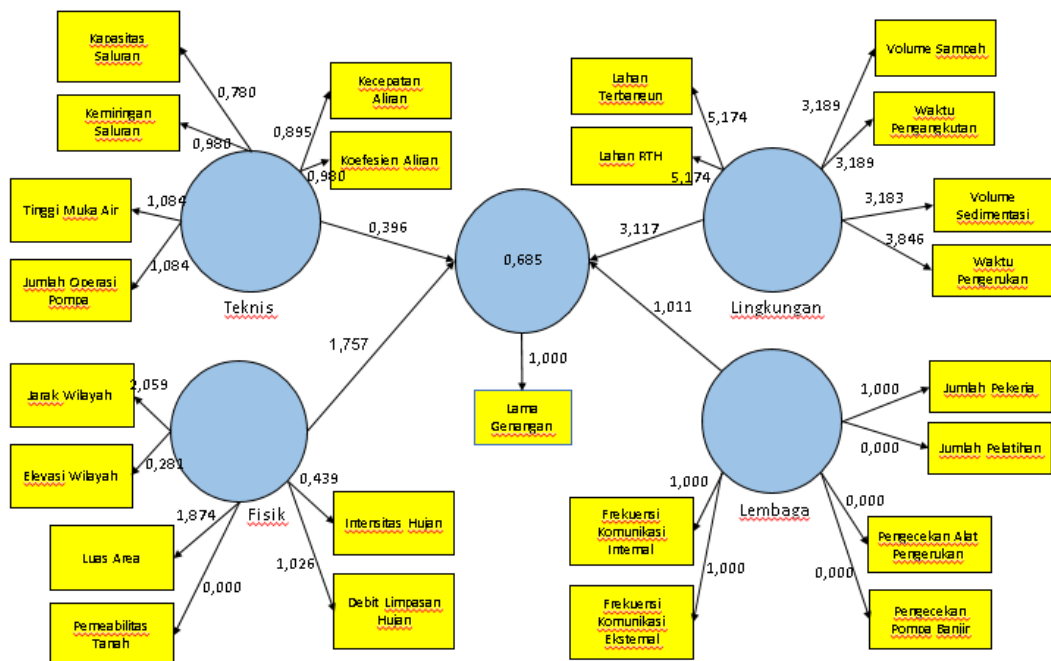 Kapasitas
Saluran
0,780
Kemiringan
Saluran
0,980
Kecepatan
Aliran
0,895
Koefesien Aliran
0,980
Tinggi Muka Air
1,084
Jumlah Operasi
Pompa
1,084
Teknis
0,396
0,685
1,000
Lama
Genangan
Lahan
Terbangun
5,174
Lahan RTH
5,174
Volume Sampah
3,189
Waktu
Pengangkutan
3,189
Volume
Sedimentasi
3,183
Waktu
Pengerukan
3,846
Lingkungan
3,117
Jarak Wilayah
2,059
Elevasi Wilayah
0,281
Luas Area
1,874
Pemeabilitas
Tanah
0,000
Fisik
0,439
Intensitas Hujan
1,026
Debit Limpasan
Hujan
1,757
1,011
Jumlah Pekerja
1,000
Jumlah Pelatihan
0,000
Lembaga
1,000
Frekuensi
Komunikasi
Internal
1,000
Frekuensi
Komunikasi
Eksternal
0,000
Pengecekan Alat
Pengerukan
0,000
Pengecekan
Pompa Banjir